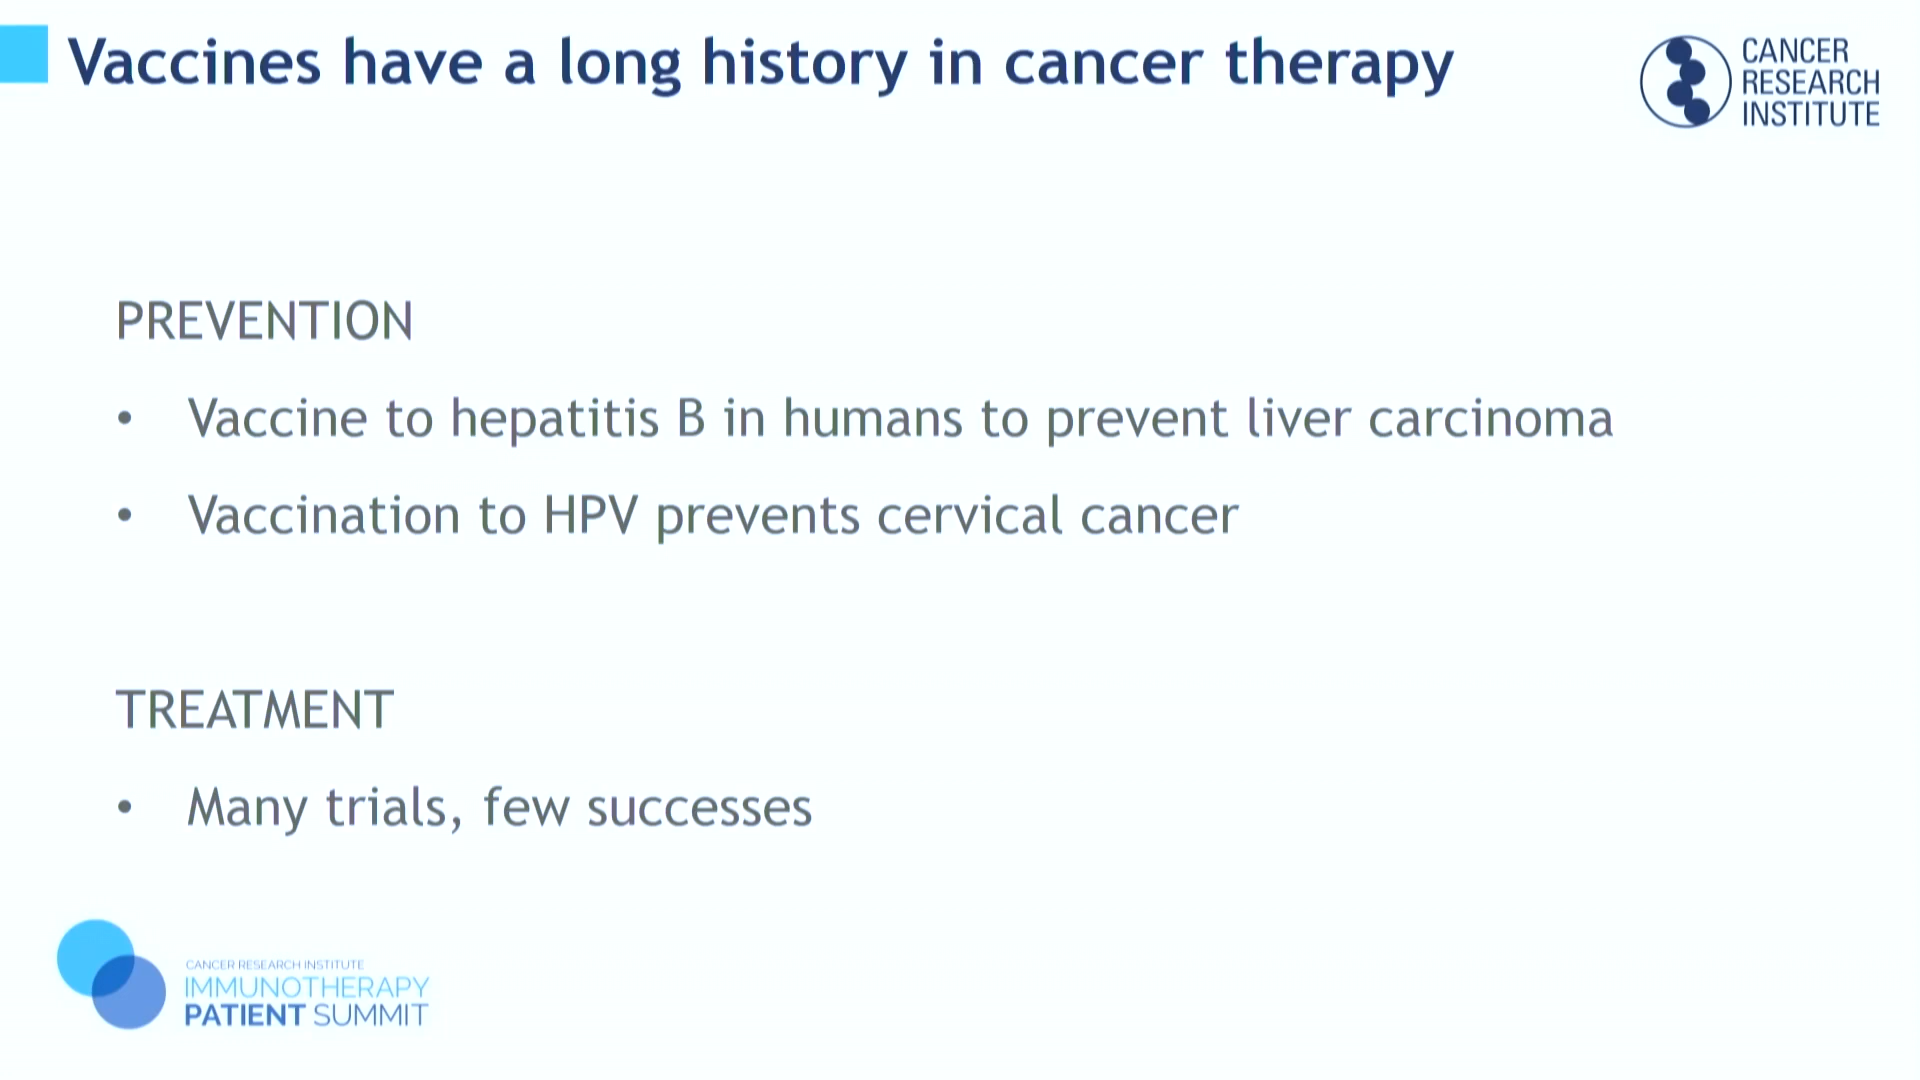 Vaccines have a long history in cancer therapy
CANCER
RESEARCH
INSTITUTE
PREVENTION
• Vaccine to hepatitis B in humans to prevent liver carcinoma
• Vaccination to HPV prevents cervical cancer
TREATMENT
• Many trials, few successes
CANCER RESEARCH INSTITUTE
IMMUNOTHERAPY
PATIENT SUMMIT